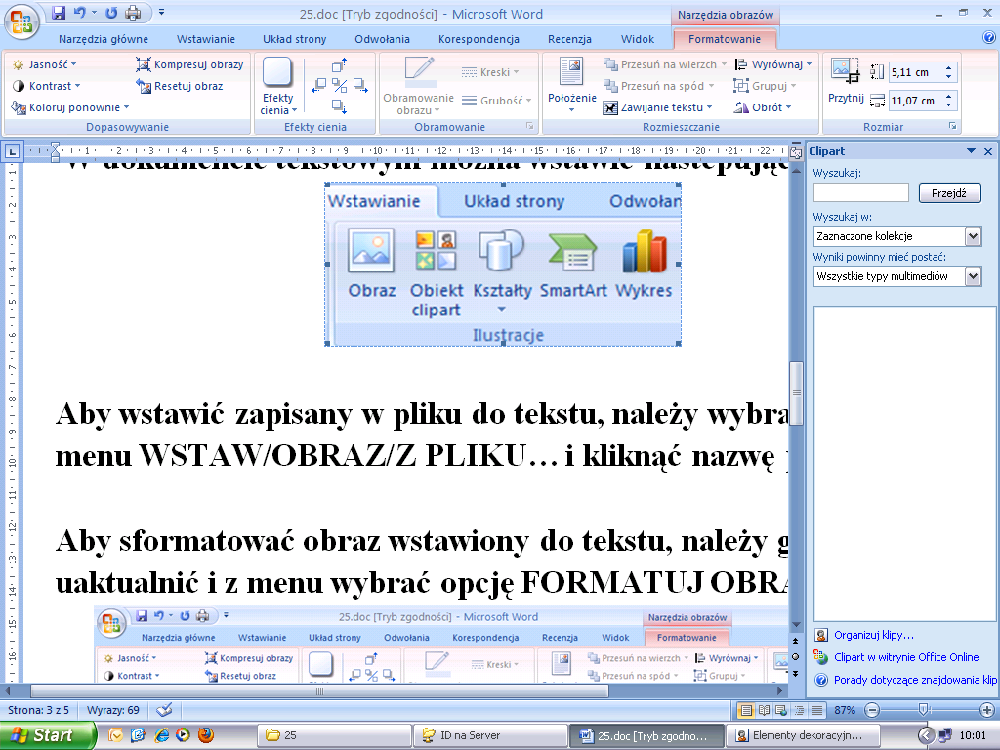 25.doc [Tryb zgodności] - Microsoft Word
Narzędzia obrazów
Narzędzia główne
Wstawianie
Układ strony
Odwołania
Korespondencja
Recenzja
Widok
Formatowanie
Jasność
Kontrast
Koloruj ponownie
Kompresuj obrazy
Resetuj obraz
Dopasowywanie
Efekty
cienia
Efekty cienia
Obramowanie
obrazu
Kreski
Grubość
Obramowanie
Położenie
Przesuń na wierzch
Przesuń na spód
Zawijanie tekstu
Wyrównaj
Grupuj
Obrót
Rozmieszczanie
Przytnij
5,11 cm
11,07 cm
Rozmiar
W dokumencie tekstowym można wstawić następując
Wstawianie
Układ strony
Odwołan
Obraz
Obiekt
clipart
Kształty
SmartArt
Wykres
Ilustracje
Aby wstawić zapisany w pliku do tekstu, należy wybra
menu WSTAW/OBRAZ/Z PLIKU… i kliknąć nazwę
Aby sformatować obraz wstawiony do tekstu, należy g
uaktualnić i z menu wybrać opcję FORMATUJ OBRA
25.doc [Tryb zgodności] - Microsoft Word
Narzędzia obrazów
Narzędzia główne
Wstawianie
Układ strony
Odwołania
Korespondencja
Recenzja
Widok
Formatowanie
Jasność
Kontrast
Kompresuj obrazy
Resetuj obraz
Kreski
Przesuń na wierzch
Przesuń na spód
Wyrównaj
Grupuj
Clipart
Wyszukaj:
Przejdź
Wyszukaj w:
Zaznaczone kolekcje
Wyniki powinny mieć postać:
Wszystkie typy multimediów
Organizuj klipy...
Clipart w witrynie Office Online
Porady dotyczące znajdowania klip
Strona: 3 z 5
Wyrazy: 69
87%
Start
25
ID na Server
25.doc [Tryb zgodno...
Elementy dekoracyjn...
10:01